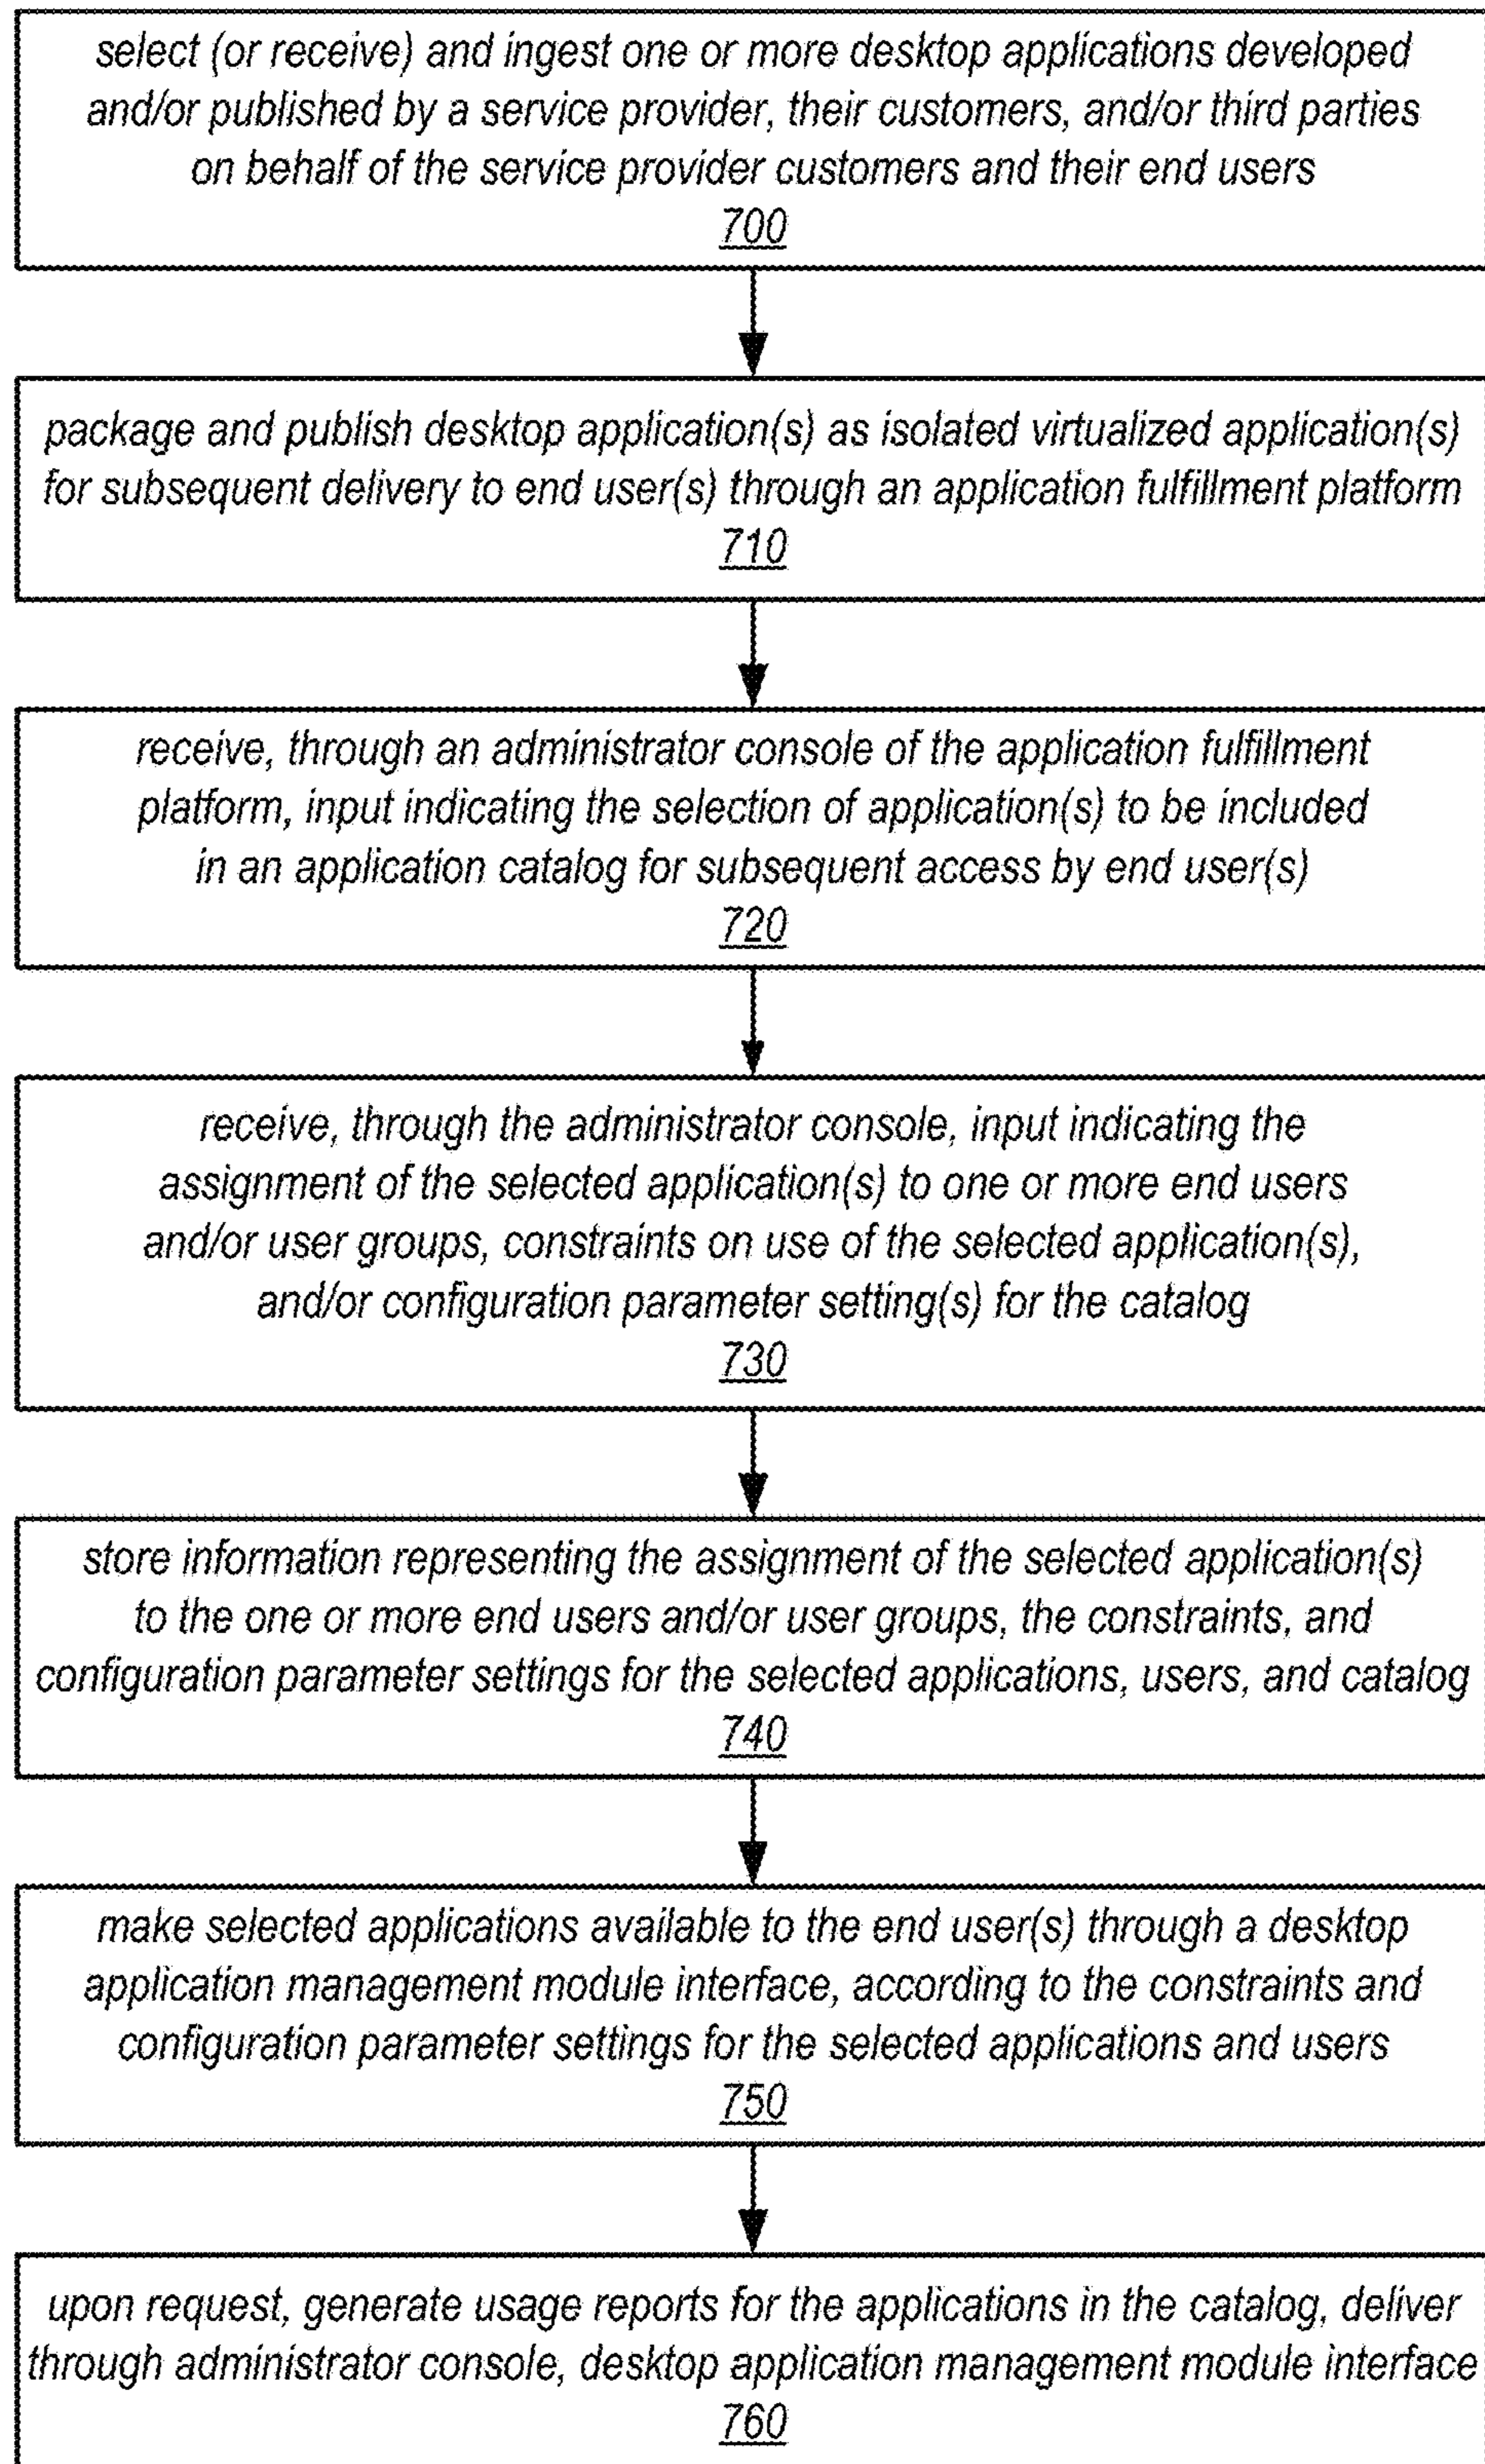 select (or receive) and ingest one or more desktop applications developed
and/or published by a service provider, their customers, and/or third parties
on behalf of the service provider customers and their end users
700
package and publish desktop application(s) as isolated virtualized application(s)
for subsequent delivery to end user(s) through an application fulfillment platform
710
receive, through an administrator console of the application fulfillment
platform, input indicating the selection of application(s) to be included
in an application catalog for subsequent access by end user(s)
720
receive, through the administrator console, input indicating the
assignment of the selected application(s) to one or more end users
and/or user groups, constraints on use of the selected application(s),
and/or configuration parameter setting(s) for the catalog
730
store information representing the assignment of the selected application(s)
to the one or more end users and/or user groups, the constraints, and
configuration parameter settings for the selected applications, users, and catalog
740
make selected applications available to the end user(s) through a desktop
application management module interface, according to the constraints and
configuration parameter settings for the selected applications and users
750
upon request, generate usage reports for the applications in the catalog, deliver
through administrator console, desktop application management module interface
760